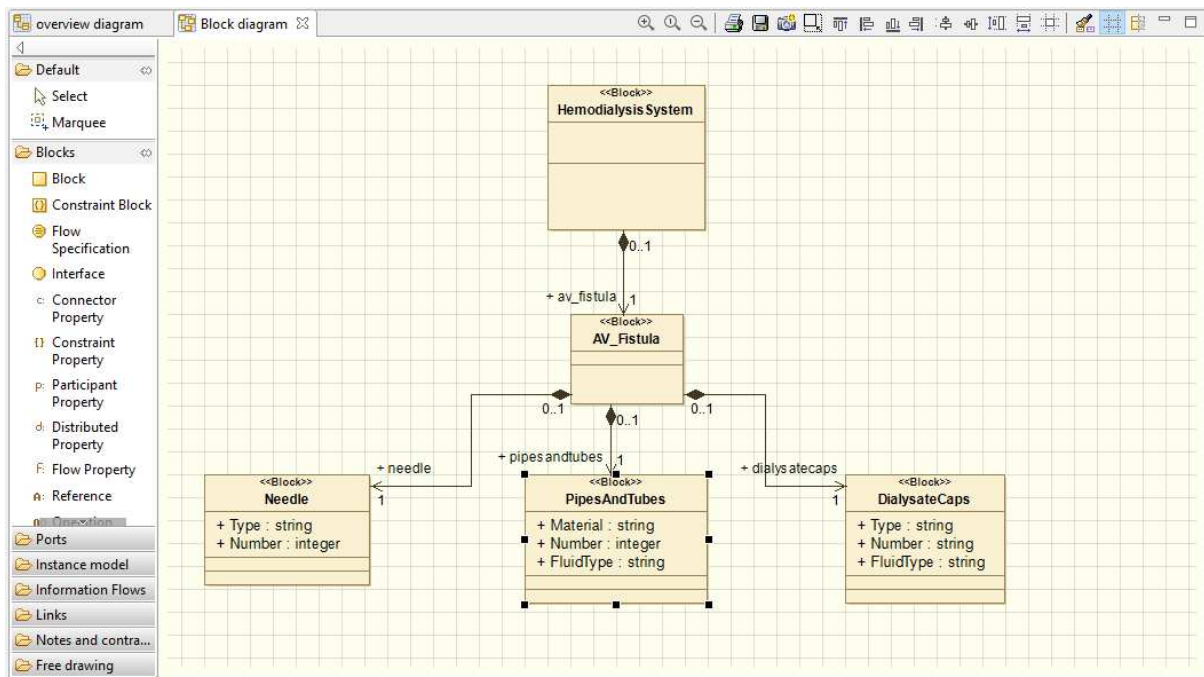 overview diagram
Block diagram
Default
Select
Marquee
Blocks
Block
Constraint Block
Flow
Specification
Interface
Connector
Property
Constraint
Property
Participant
Property
Distributed
Property
Flow Property
Reference
Ports
Instance model
Information Flows
Links
Notes and contra...
Free drawing
<<Block>>
HemodialysisSystem
0..1
+ av_fistula 1
<<Block>>
AV_Fistula
0..1
0..1
0..1
+ needle
1
+ pipesandtubes
1
+ dialysatecaps
1
<<Block>>
Needle
+ Type : string
+ Number : integer
<<Block>>
PipesAndTubes
+ Material : string
+ Number : integer
+ FluidType : string
<<Block>>
DialysateCaps
+ Type : string
+ Number : string
+ FluidType : string